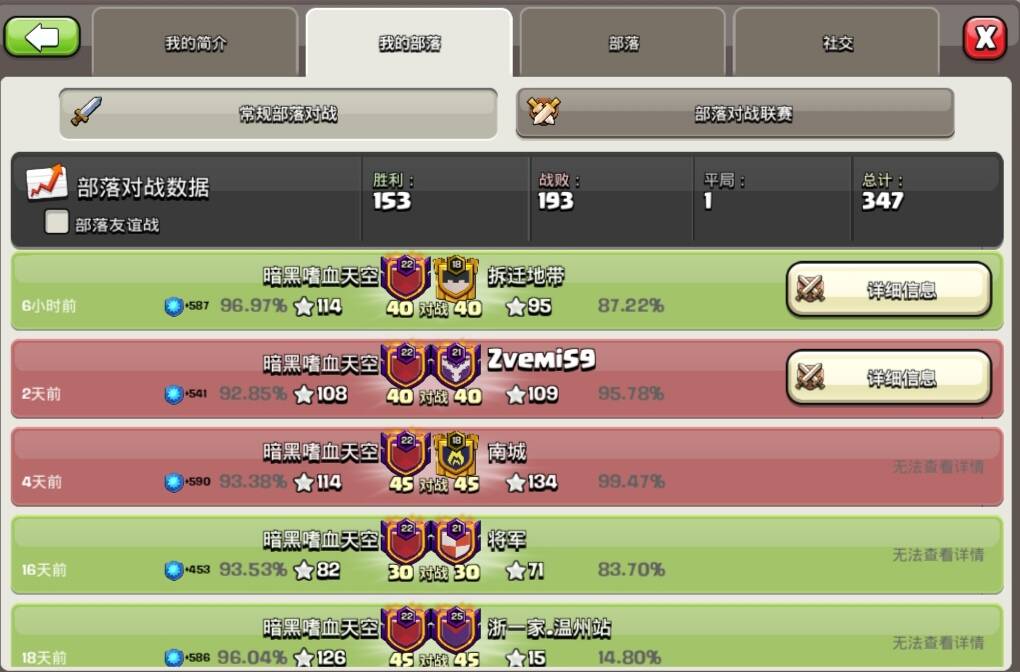 我的简介 我的部落 部落 社交 X
常规部落对战 部落对战联赛
部落对战数据 胜利: 战败: 平局: 总计:
部落友谊战 153 193 1 347
暗黑嗜血天空 22 18 拆迁地带 详细信息
6小时前 +587 96.97% 114 40 对战 40 95 87.22%
暗黑嗜血天空 22 21 ZvemiS9 详细信息
2天前 +541 92.85% 108 40 对战 40 109 95.78%
暗黑嗜血天空 22 18 南城 无法查看详情
4天前 +590 93.38% 114 45 对战 45 134 99.47%
暗黑嗜血天空 22 21 将军 无法查看详情
16天前 +453 93.53% 82 30 对战 30 71 83.70%
暗黑嗜血天空 22 25 浙一家.温州站 无法查看详情
18天前 +586 96.04% 126 45 对战 45 15 14.80%